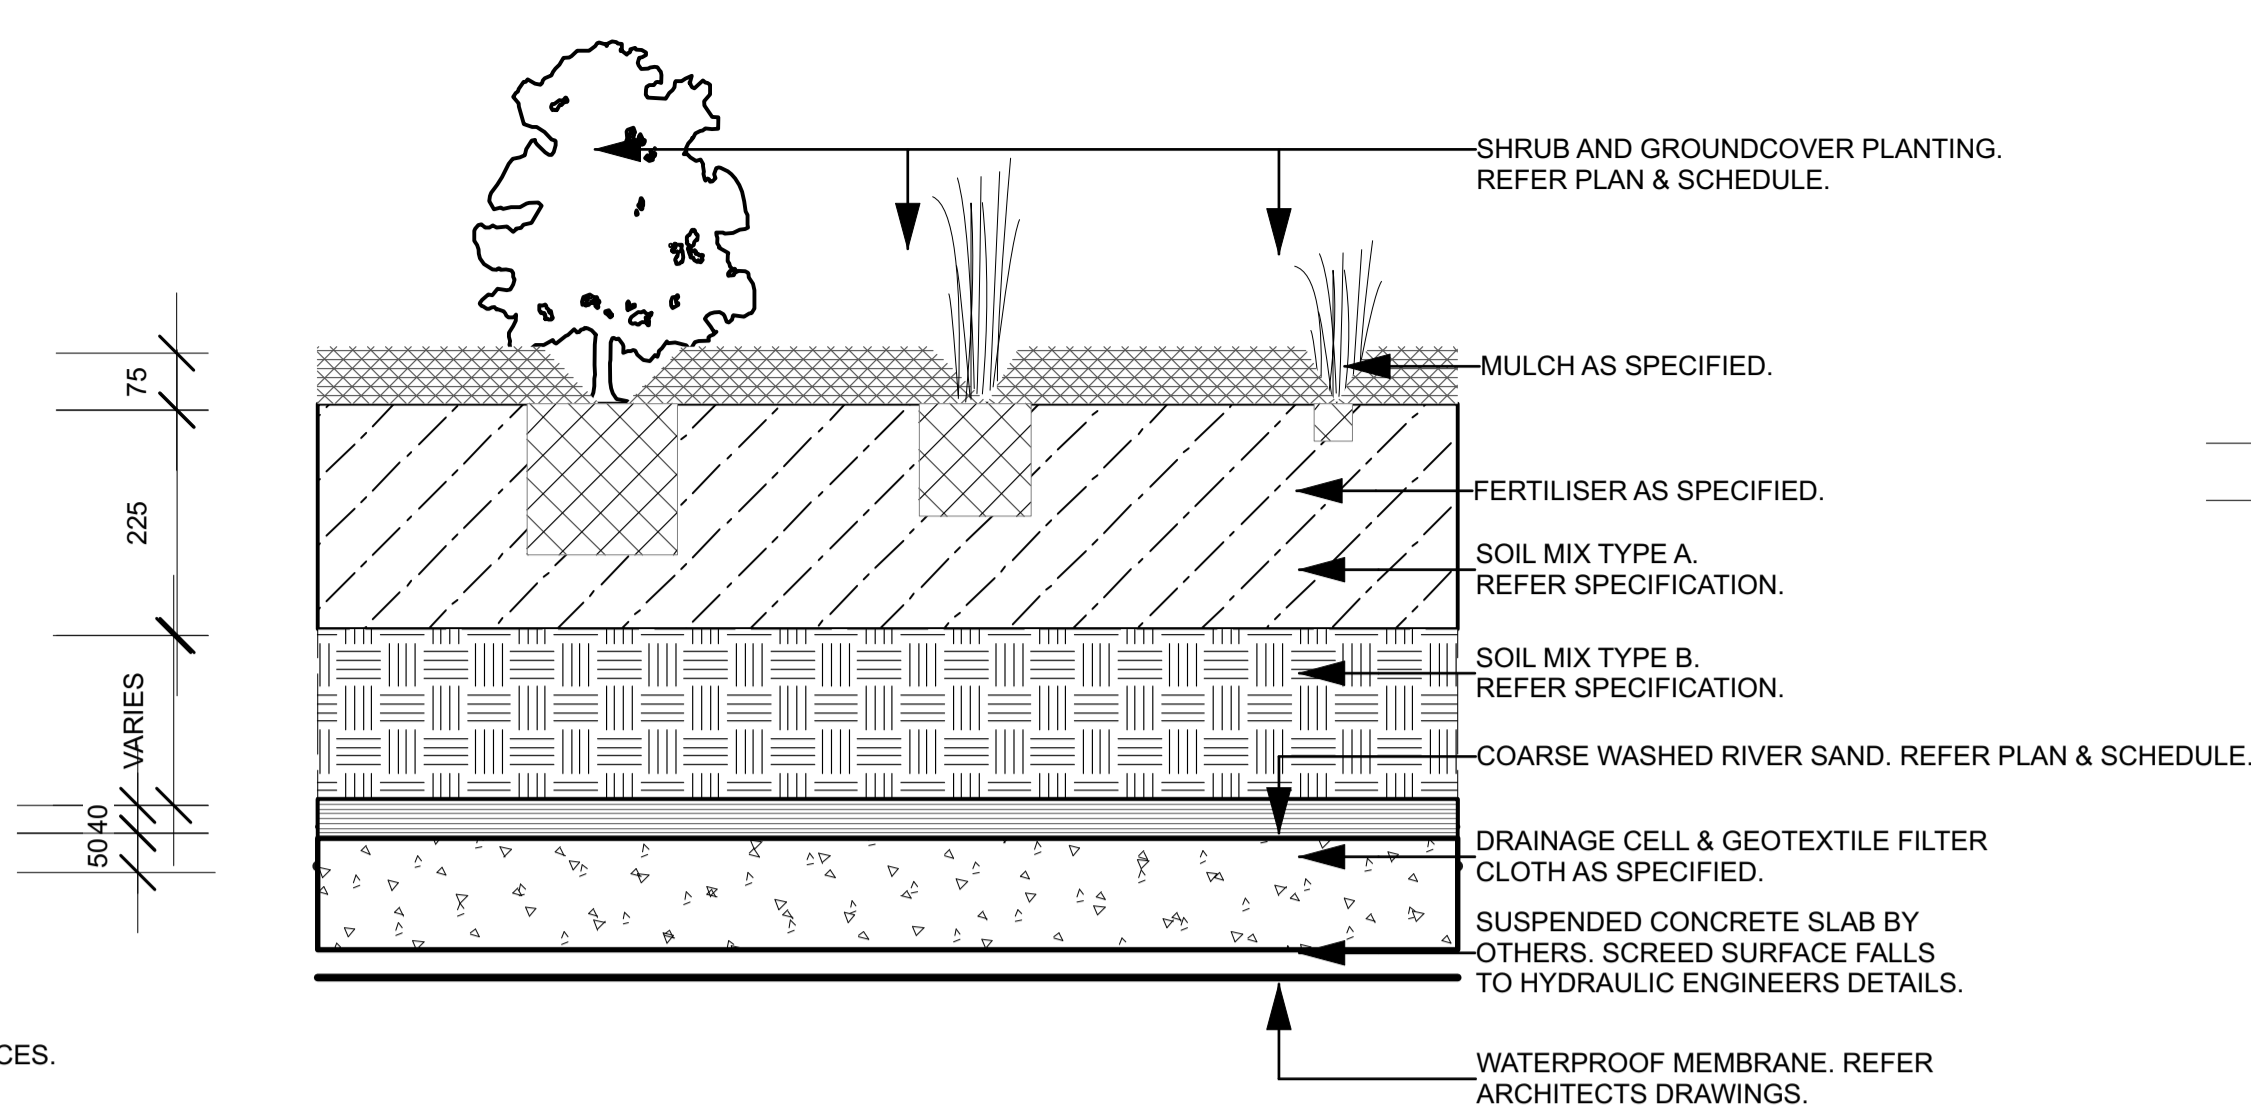 SHRUB AND GROUNDCOVER PLANTING.
REFER PLAN & SCHEDULE.
75
MULCH AS SPECIFIED.
225
FERTILISER AS SPECIFIED.
SOIL MIX TYPE A.
REFER SPECIFICATION.
SOIL MIX TYPE B.
REFER SPECIFICATION.
VARIES
COARSE WASHED RIVER SAND. REFER PLAN & SCHEDULE.
40
50
DRAINAGE CELL & GEOTEXTILE FILTER
CLOTH AS SPECIFIED.
SUSPENDED CONCRETE SLAB BY
OTHERS. SCREED SURFACE FALLS
TO HYDRAULIC ENGINEERS DETAILS.
CES.
WATERPROOF MEMBRANE. REFER
ARCHITECTS DRAWINGS.